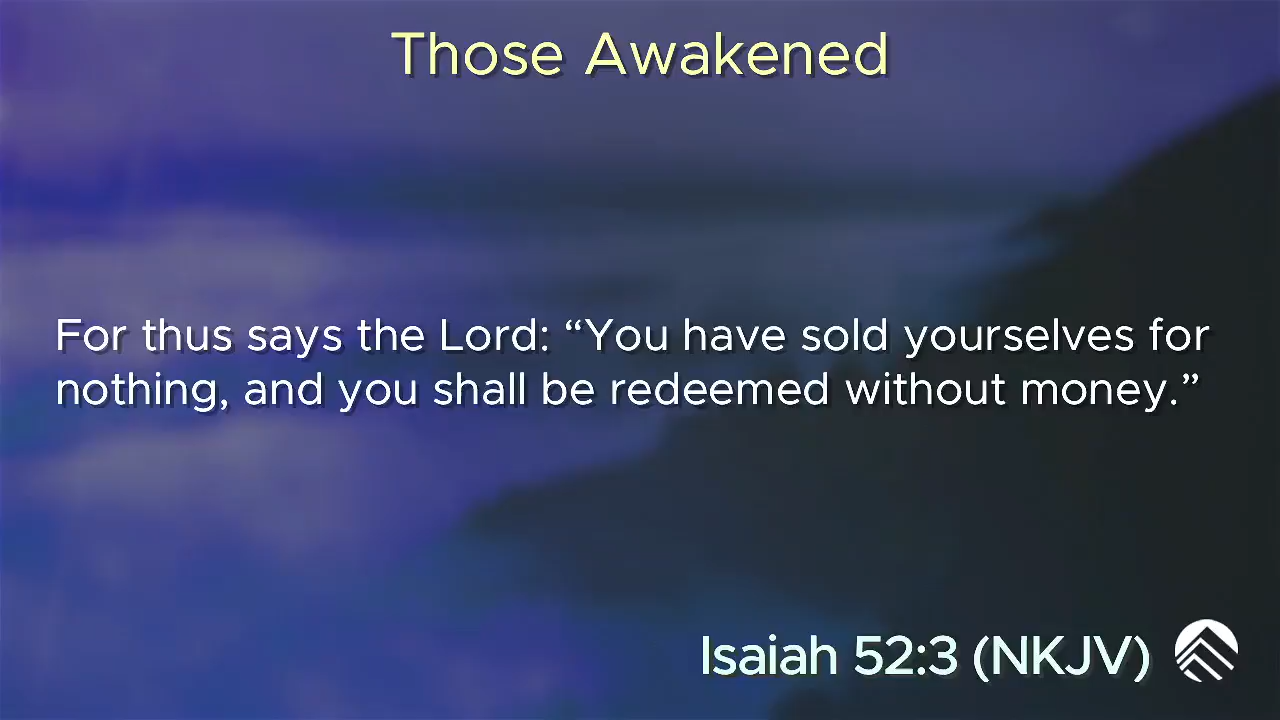 Those Awakened
For thus says the Lord: “You have sold yourselves for
nothing, and you shall be redeemed without money.”
Isaiah 52:3 (NKJV)